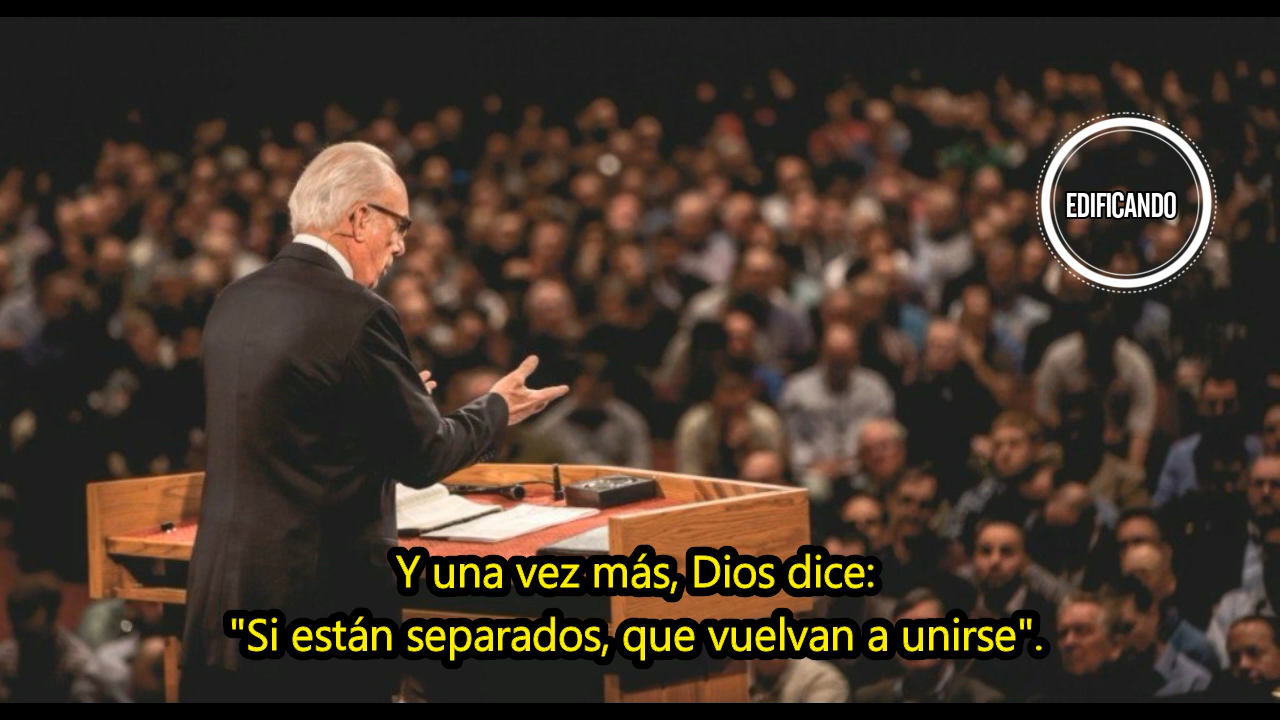 EDIFICANDO
Y una vez más, Dios dice:
"Si están separados, que vuelvan a unirse".